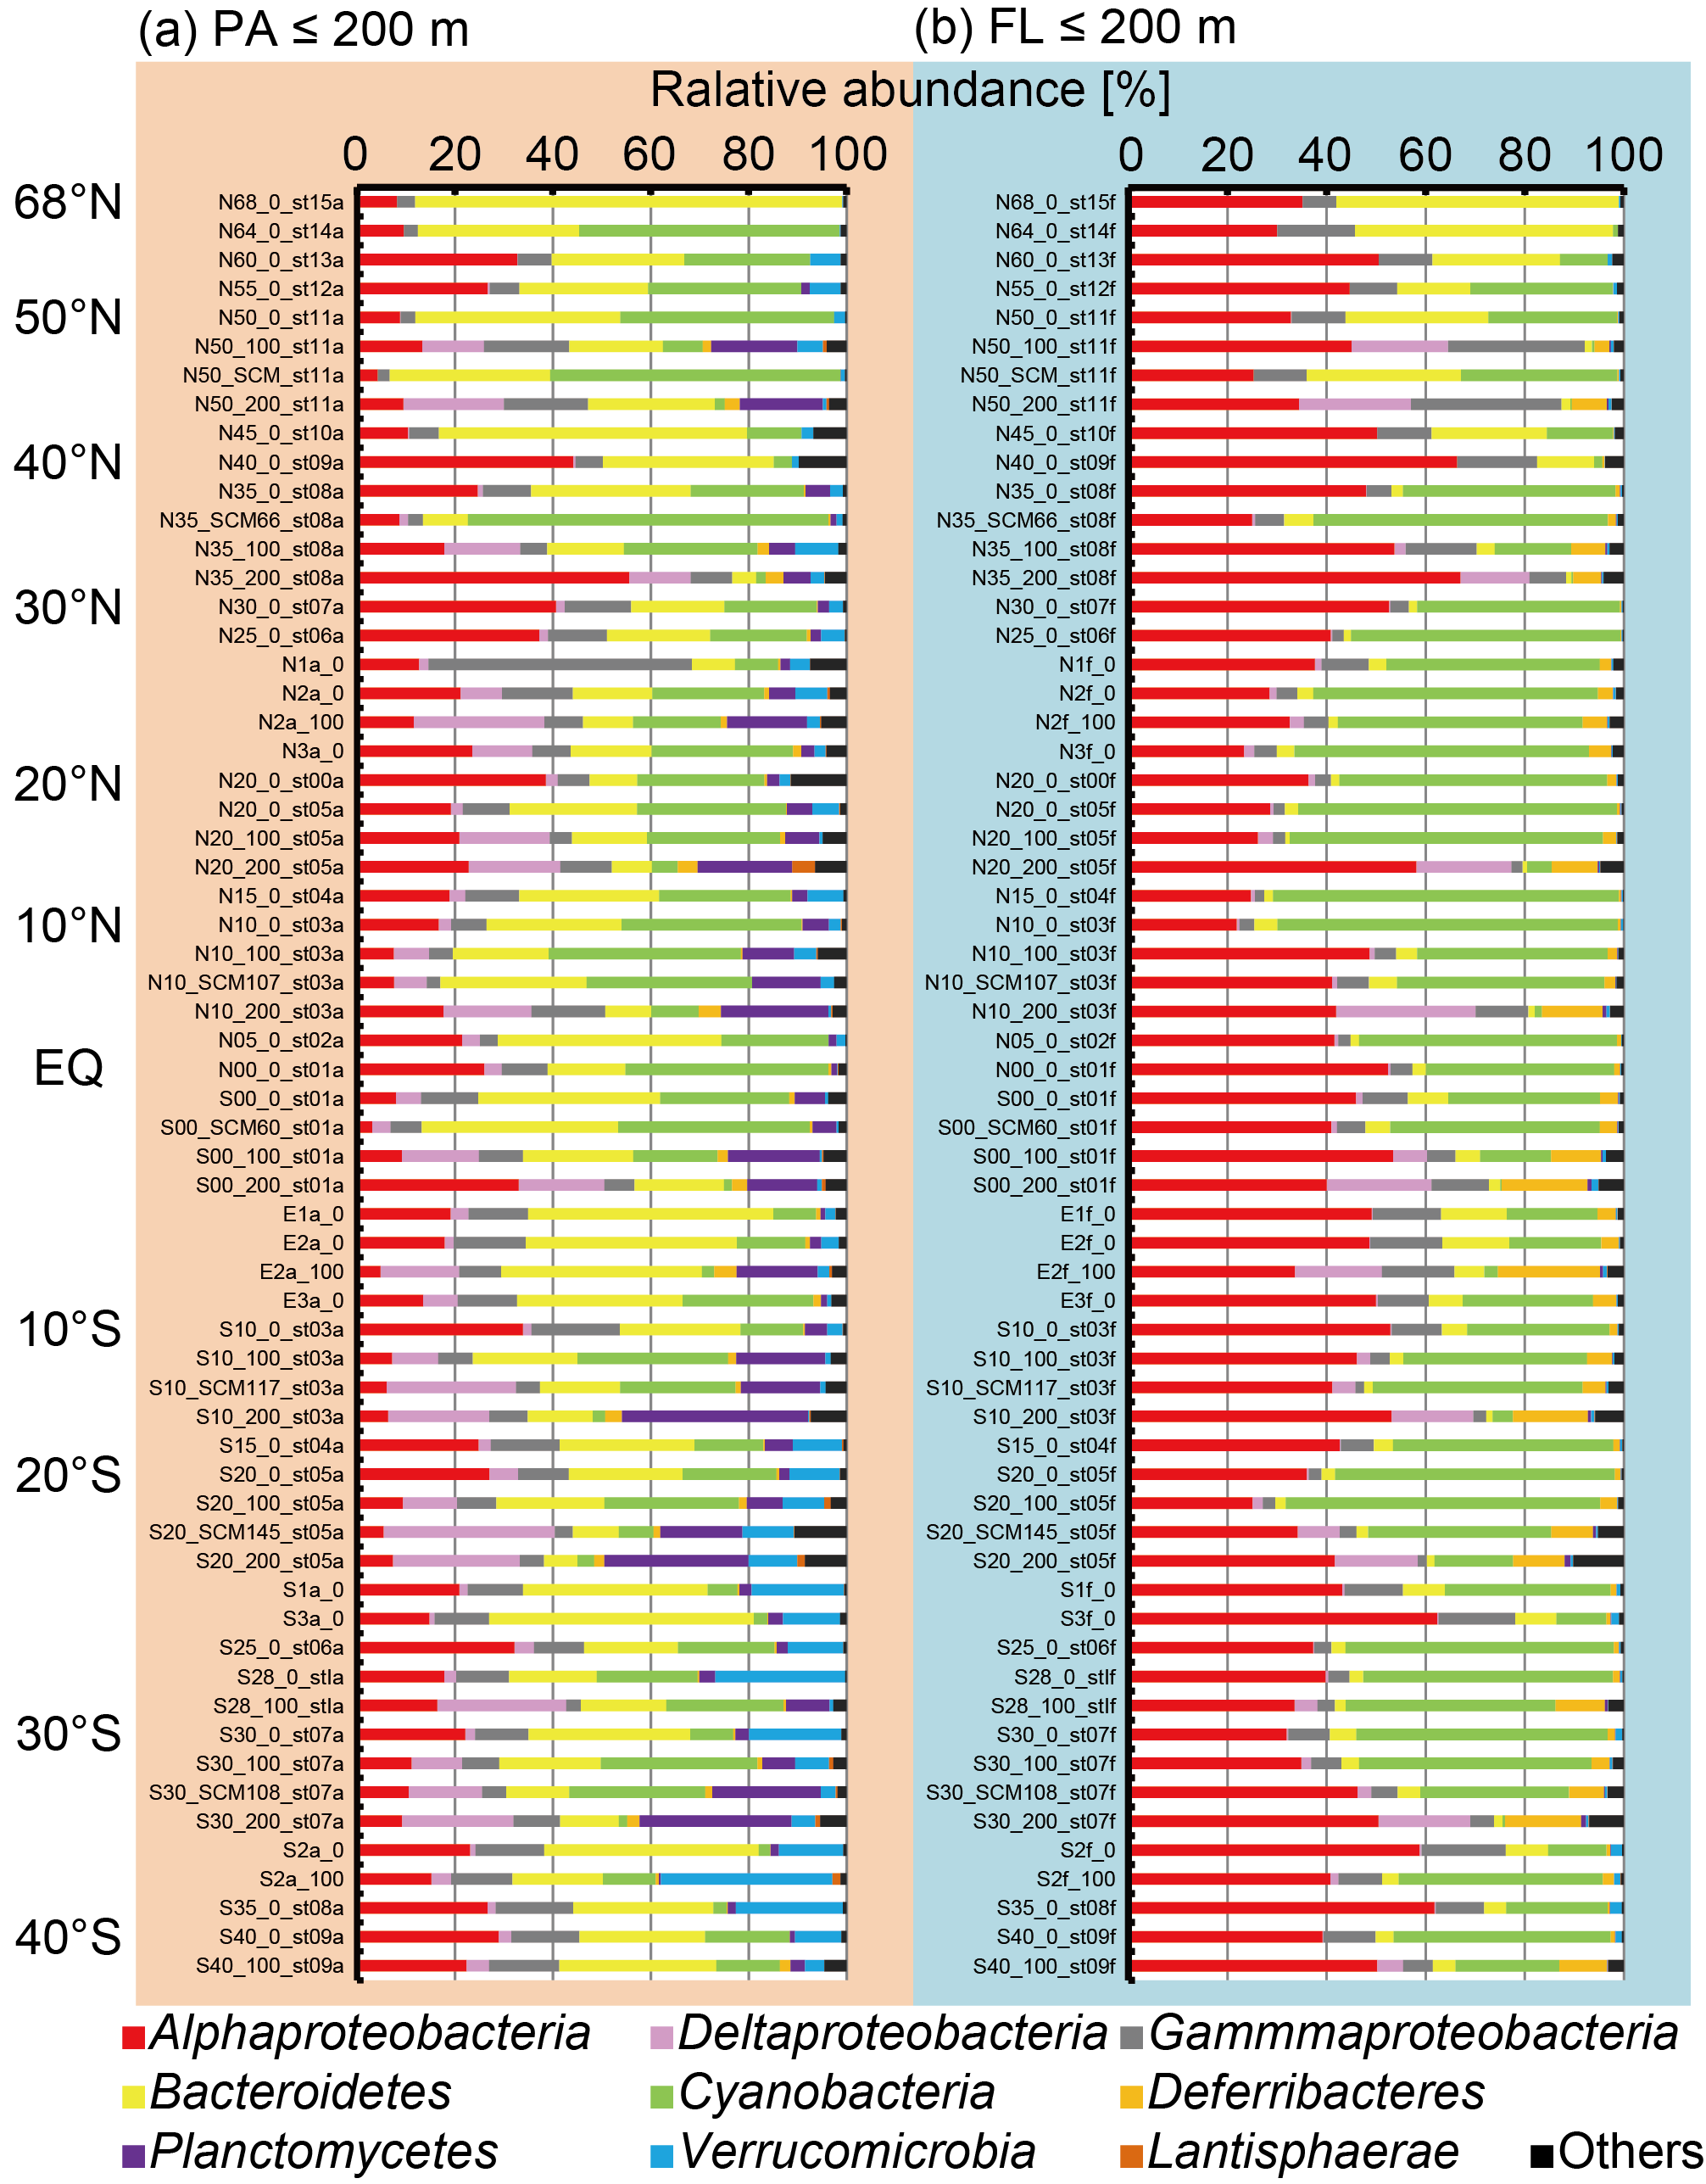 (a) PA ≤ 200 m
(b) FL ≤ 200 m
Ralative abundance [%]
0 20 40 60 80 100 0 20 40 60 80 100
68°N N68_0_st15a N68_0_st15f
N64_0_st14a N64_0_st14f
N60_0_st13a N60_0_st13f
N55_0_st12a N55_0_st12f
50°N N50_0_st11a N50_0_st11f
N50_100_st11a N50_100_st11f
N50_SCM_st11a N50_SCM_st11f
N50_200_st11a N50_200_st11f
N45_0_st10a N45_0_st10f
40°N N40_0_st09a N40_0_st09f
N35_0_st08a N35_0_st08f
N35_SCM66_st08a N35_SCM66_st08f
N35_100_st08a N35_100_st08f
N35_200_st08a N35_200_st08f
30°N N30_0_st07a N30_0_st07f
N25_0_st06a N25_0_st06f
N1a_0 N1f_0
N2a_0 N2f_0
N2a_100 N2f_100
N3a_0 N3f_0
20°N N20_0_st00a N20_0_st00f
N20_0_st05a N20_0_st05f
N20_100_st05a N20_100_st05f
N20_200_st05a N20_200_st05f
N15_0_st04a N15_0_st04f
10°N N10_0_st03a N10_0_st03f
N10_100_st03a N10_100_st03f
N10_SCM107_st03a N10_SCM107_st03f
N10_200_st03a N10_200_st03f
N05_0_st02a N05_0_st02f
EQ N00_0_st01a N00_0_st01f
S00_0_st01a S00_0_st01f
S00_SCM60_st01a S00_SCM60_st01f
S00_100_st01a S00_100_st01f
S00_200_st01a S00_200_st01f
E1a_0 E1f_0
E2a_0 E2f_0
E2a_100 E2f_100
E3a_0 E3f_0
10°S S10_0_st03a S10_0_st03f
S10_100_st03a S10_100_st03f
S10_SCM117_st03a S10_SCM117_st03f
S10_200_st03a S10_200_st03f
S15_0_st04a S15_0_st04f
20°S S20_0_st05a S20_0_st05f
S20_100_st05a S20_100_st05f
S20_SCM145_st05a S20_SCM145_st05f
S20_200_st05a S20_200_st05f
S1a_0 S1f_0
S3a_0 S3f_0
S25_0_st06a S25_0_st06f
S28_0_stIa S28_0_stIf
S28_100_stIa S28_100_stIf
30°S S30_0_st07a S30_0_st07f
S30_100_st07a S30_100_st07f
S30_SCM108_st07a S30_SCM108_st07f
S30_200_st07a S30_200_st07f
S2a_0 S2f_0
S2a_100 S2f_100
S35_0_st08a S35_0_st08f
40°S S40_0_st09a S40_0_st09f
S40_100_st09a S40_100_st09f
Alphaproteobacteria Deltaproteobacteria Gammmaproteobacteria
Bacteroidetes Cyanobacteria Deferribacteres
Planctomycetes Verrucomicrobia Lantisphaerae Others